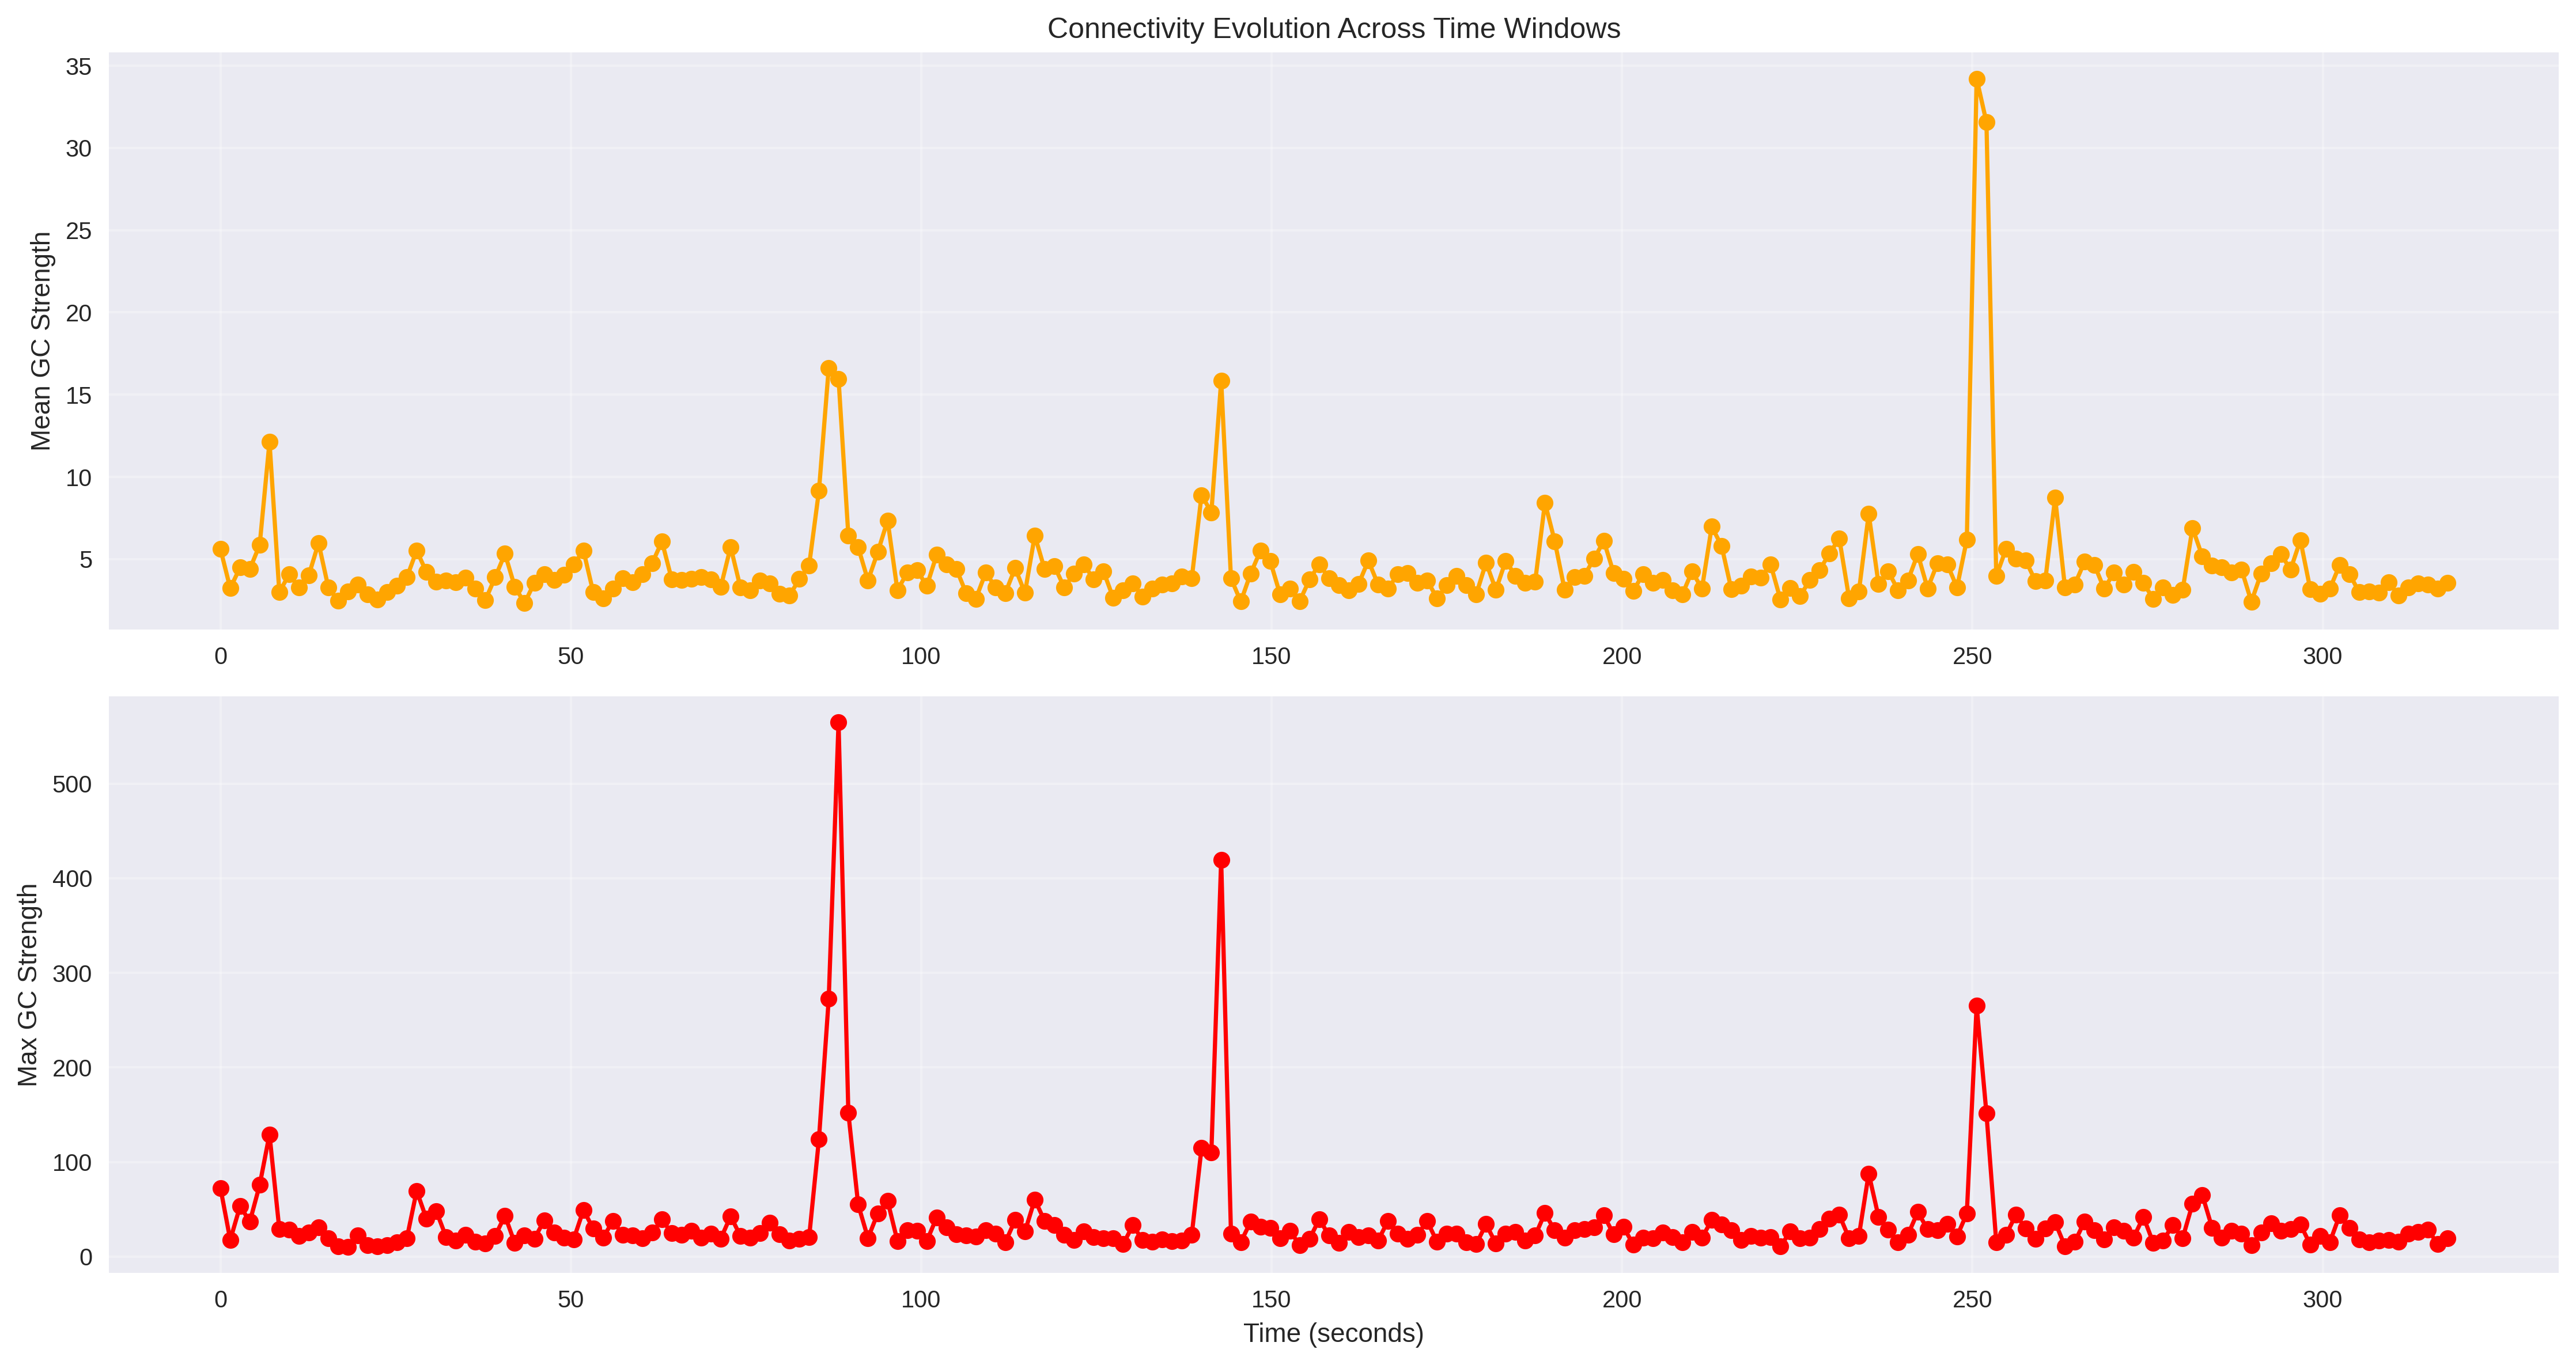 Connectivity Evolution Across Time Windows
Mean GC Strength
35
30
25
20
15
10
5
0 50 100 150 200 250 300
Max GC Strength
500
400
300
200
100
0
0 50 100 150 200 250 300
Time (seconds)